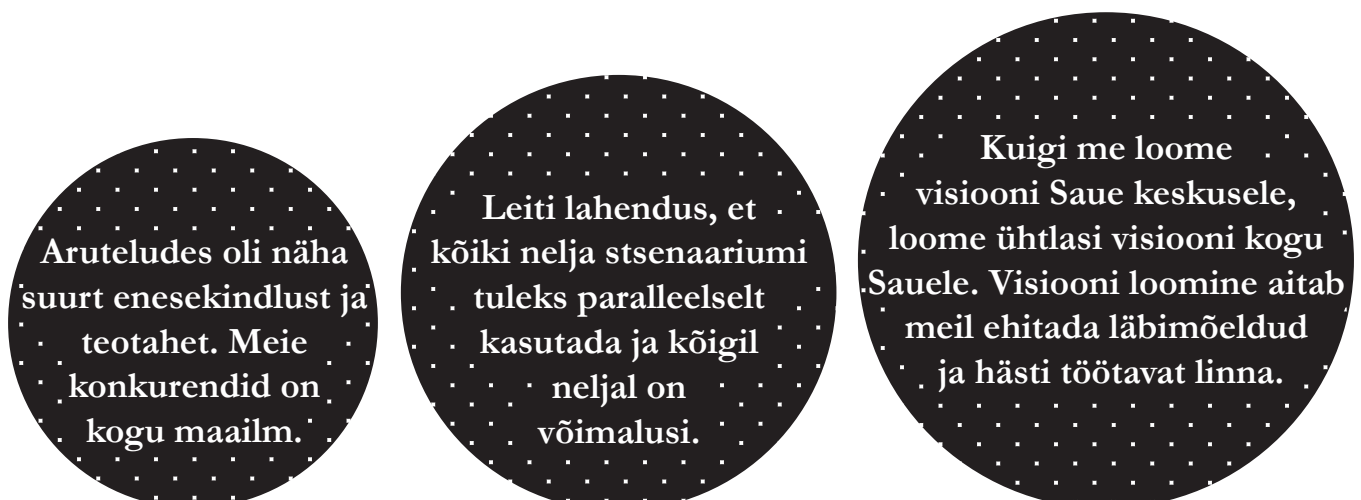 Aruteludes oli näha
suurt enesekindlust ja
teotahet. Meie
konkurendid on
kogu maailm.
Leiti lahendus, et
kõiki nelja stsenaariumi
tuleks paralleelselt
kasutada ja kõigil
neljal on
võimalusi.
Kuigi me loome
visiooni Saue keskusele,
loome ühtlasi visiooni kogu
Sauele. Visiooni loomine aitab
meil ehitada läbimõeldud
ja hästi töötavat linna.